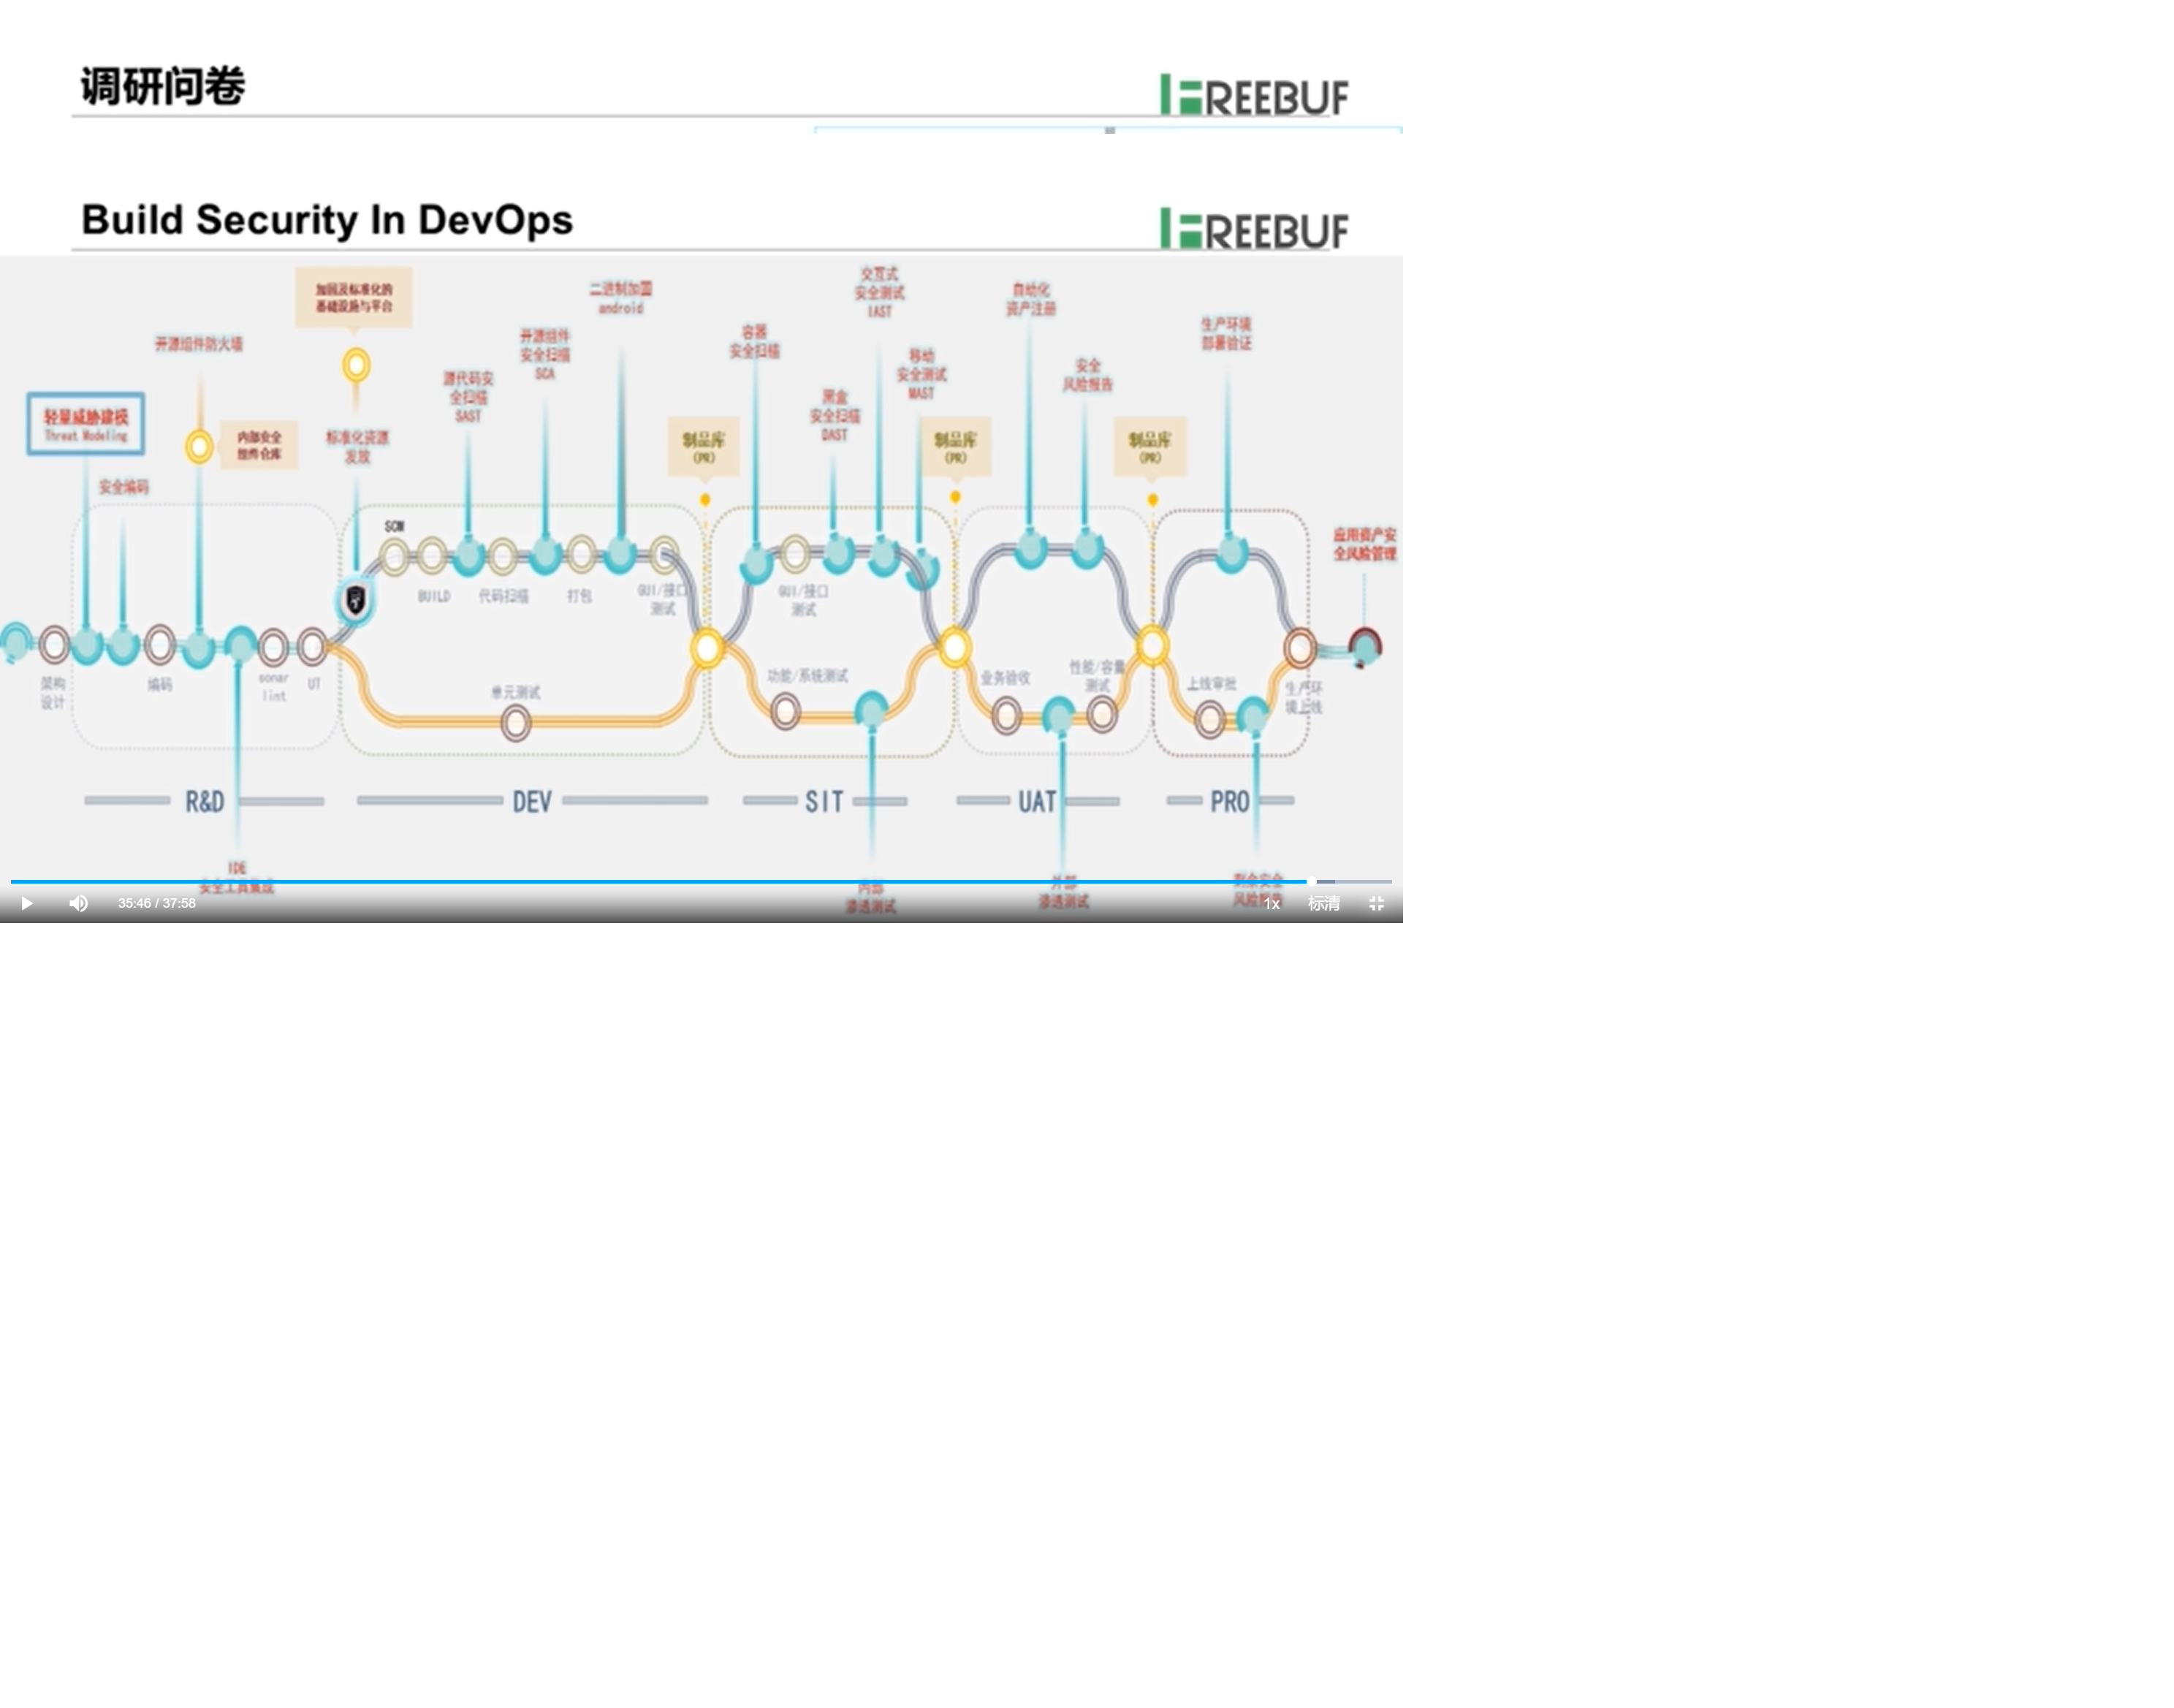 调研问卷
FREEBUF
Build Security In DevOps
FREEBUF
加固及标准化的
基础设施与平台
二进制加固
android
交互式
安全测试
IAST
自动化
资产注册
生产环境
部署验证
开源组件防火墙
开源组件
安全扫描
SCA
容器
安全扫描
移动
安全测试
MAST
安全
风险报告
源代码安
全扫描
SAST
黑盒
安全扫描
DAST
轻量威胁建模
Threat Modeling
内部安全
组件仓库
标准化资源
发放
制品库
(PR)
制品库
(PR)
制品库
(PR)
安全编码
SCM
应用资产安
全风险管理
BUILD
代码扫描
打包
GUI/接口
测试
GUI/接口
测试
架构
设计
编码
sonar
lint
UT
单元测试
功能/系统测试
业务验收
性能/容量
测试
上线审批
生产环
境上线
R&D
DEV
SIT
UAT
PRO
IDE
安全工具集成
内部
渗透测试
外部
渗透测试
剩余安全
35:46 / 37:58
1x
标清